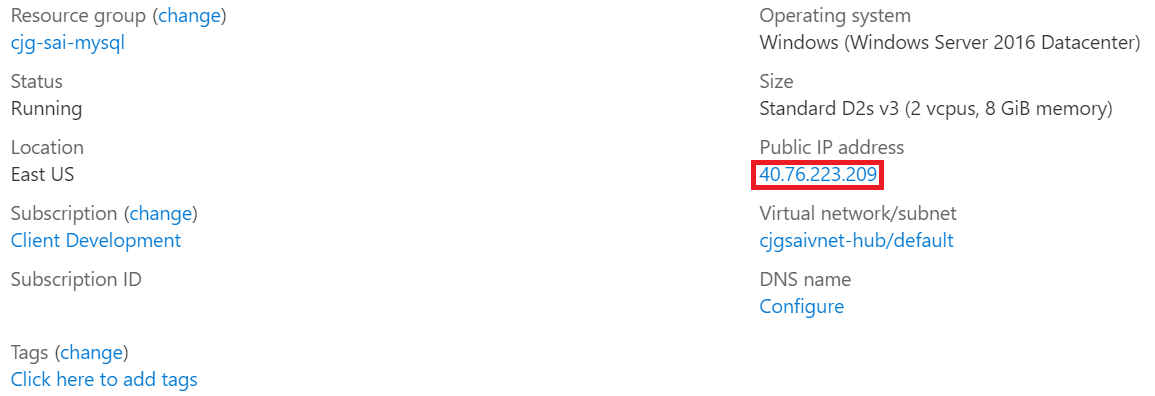 Resource group (change)
cjg-sai-mysql
Status
Running
Location
East US
Subscription (change)
Client Development
Subscription ID
Tags (change)
Click here to add tags
Operating system
Windows (Windows Server 2016 Datacenter)
Size
Standard D2s v3 (2 vcpus, 8 GiB memory)
Public IP address
40.76.223.209
Virtual network/subnet
cjgsaivnet-hub/default
DNS name
Configure